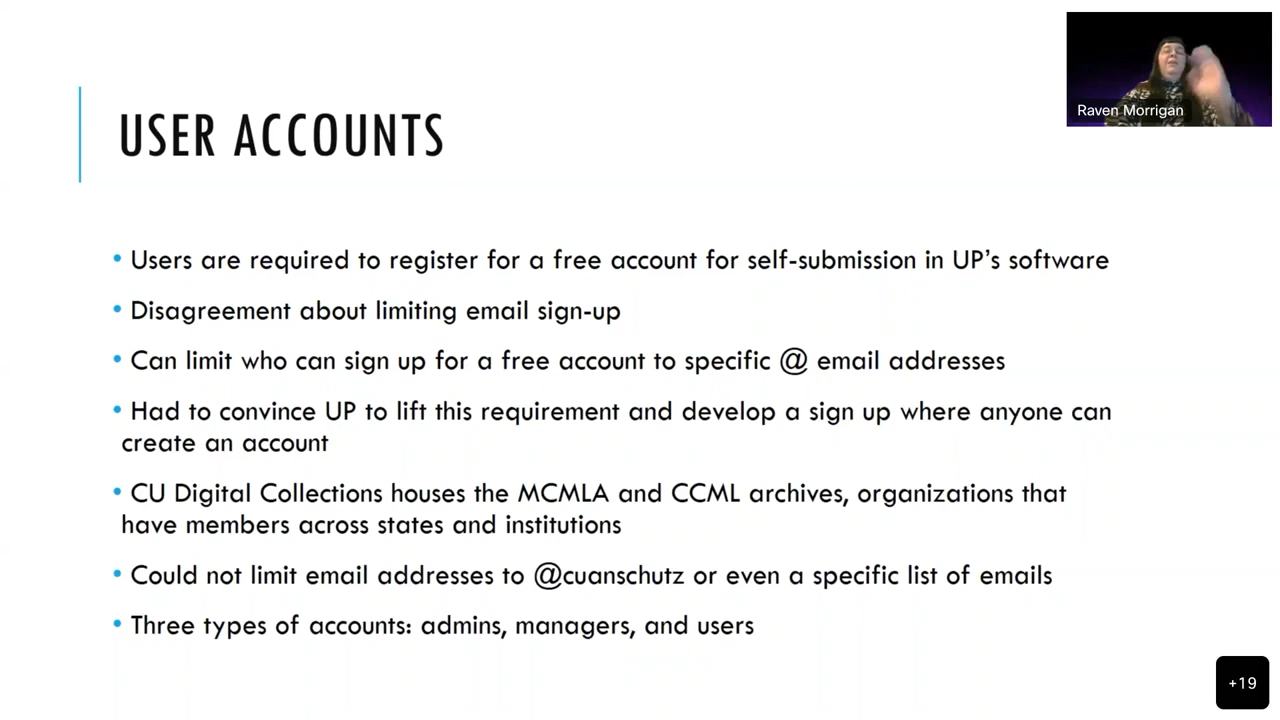 Raven Morrigan
USER ACCOUNTS
• Users are required to register for a free account for self-submission in UP’s software
• Disagreement about limiting email sign-up
• Can limit who can sign up for a free account to specific @ email addresses
• Had to convince UP to lift this requirement and develop a sign up where anyone can
create an account
• CU Digital Collections houses the MCMLA and CCML archives, organizations that
have members across states and institutions
• Could not limit email addresses to @cuanschutz or even a specific list of emails
• Three types of accounts: admins, managers, and users
+19